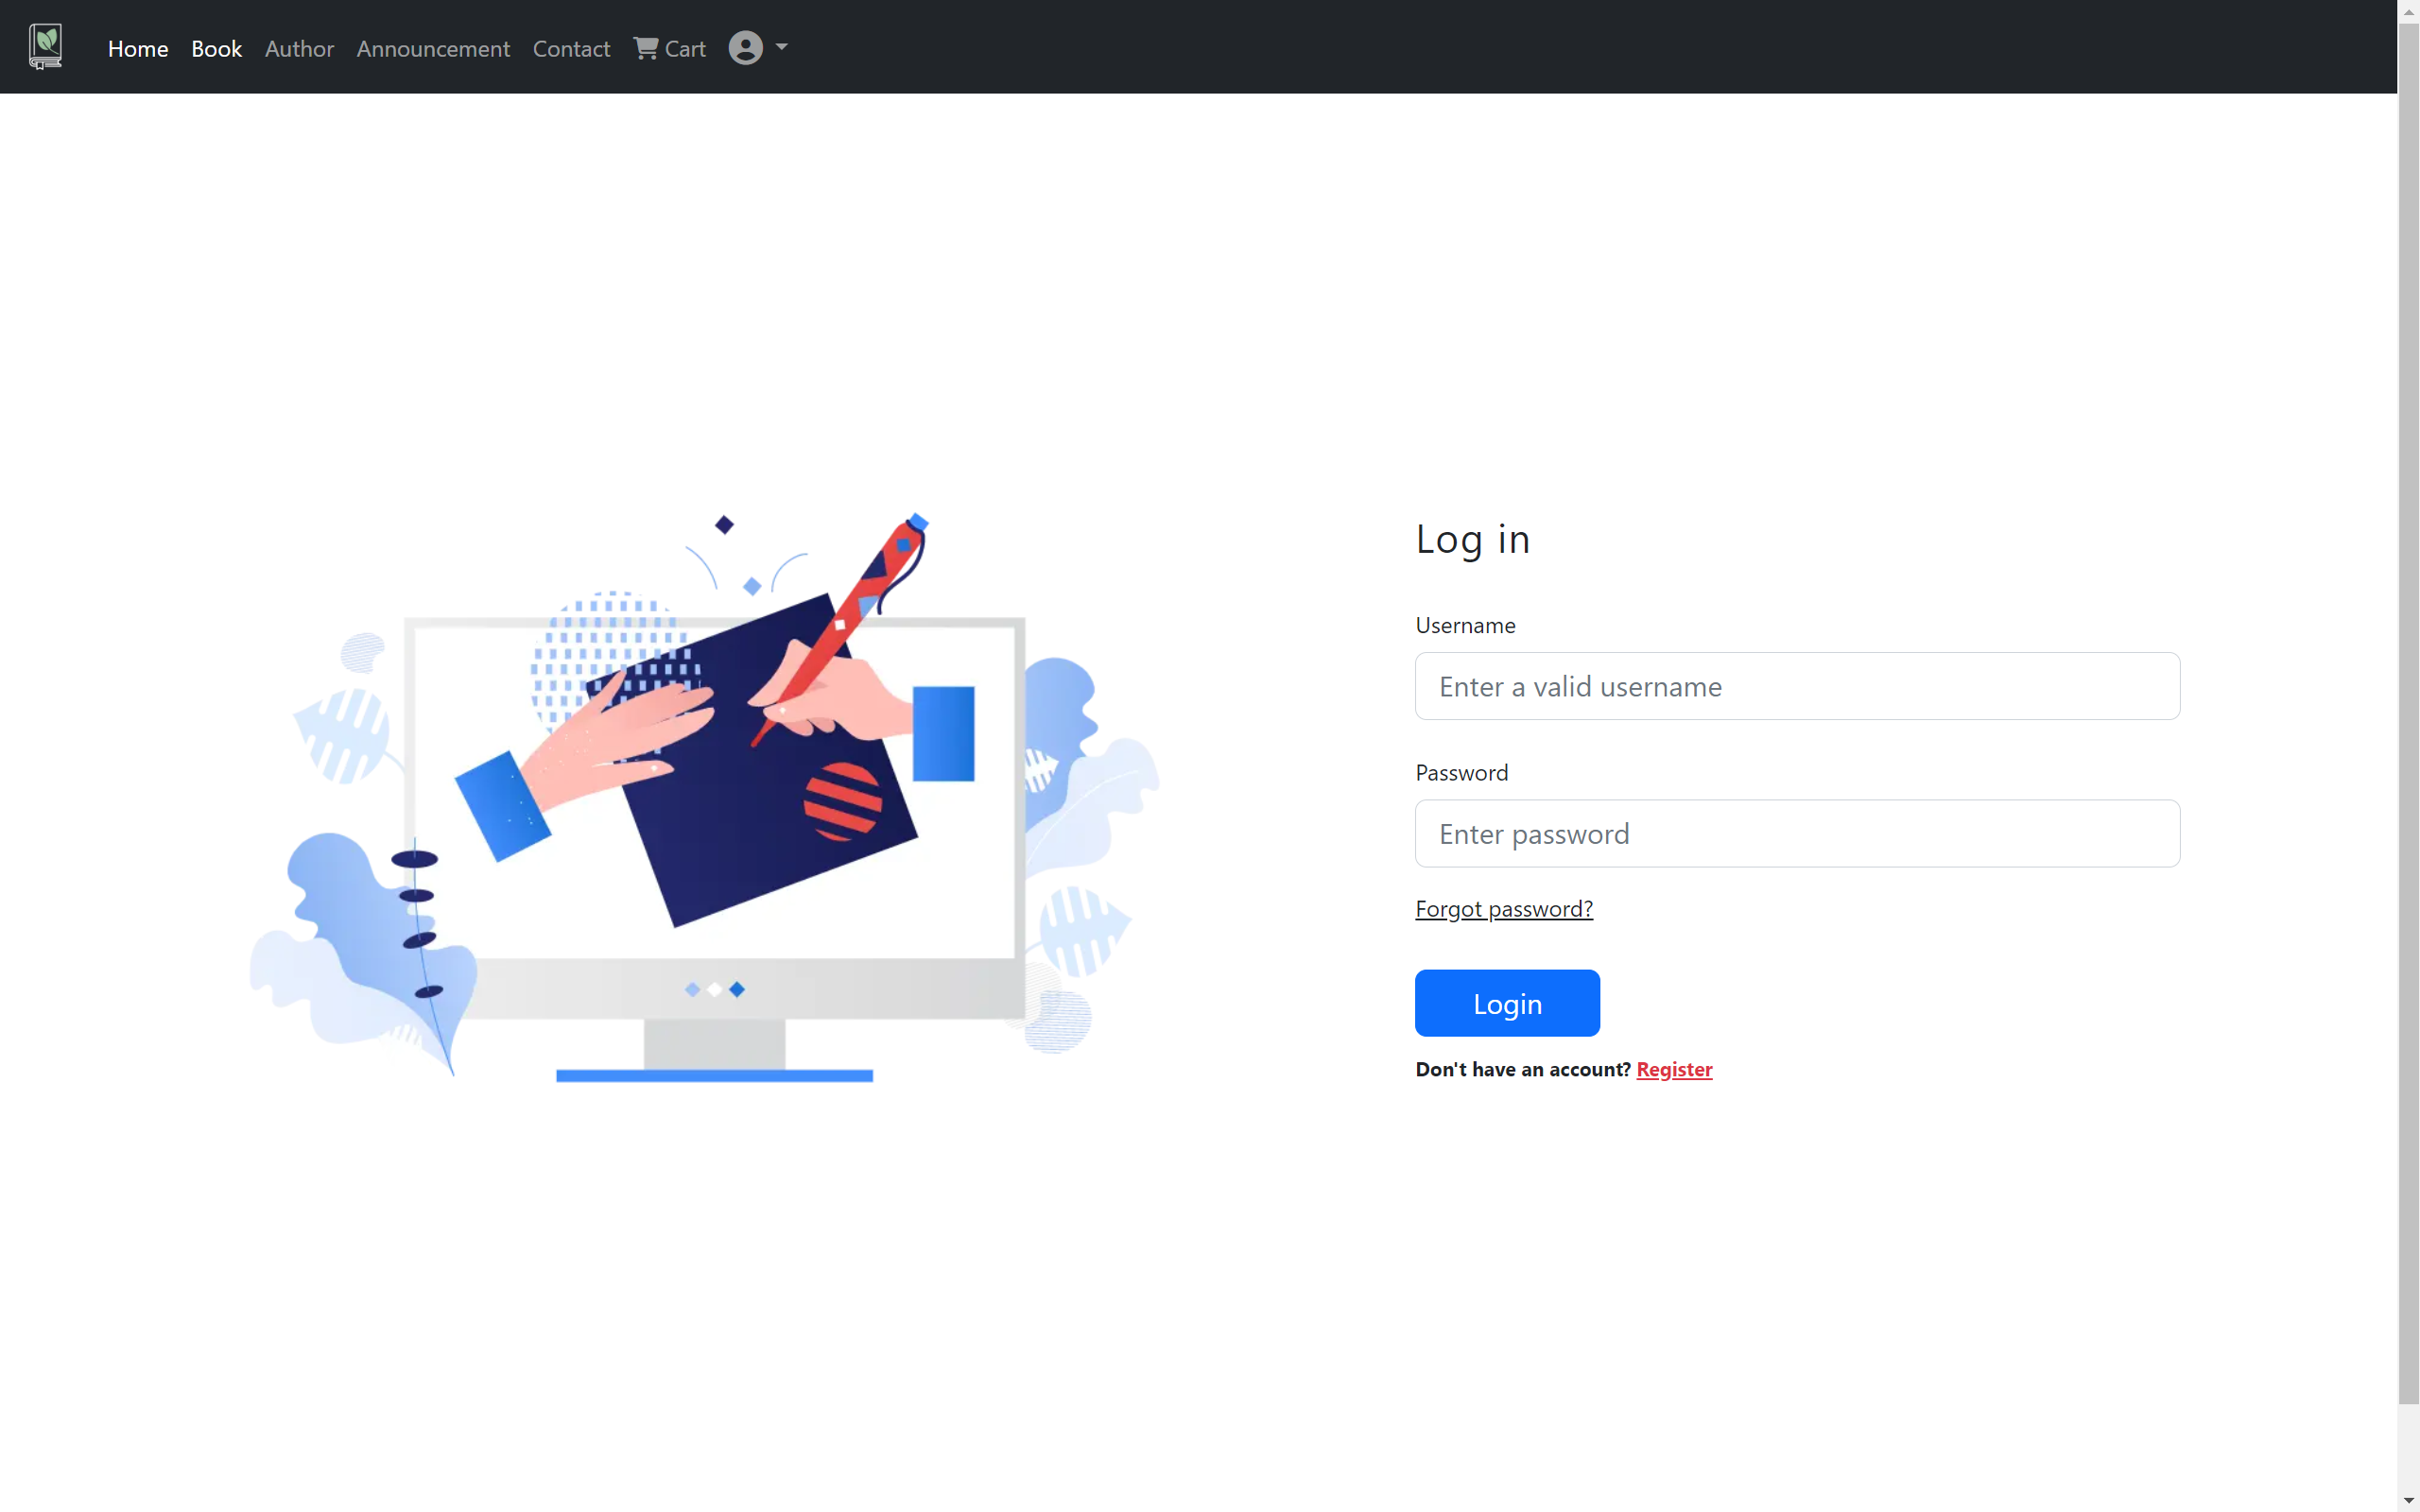 Home Book Author Announcement Contact Cart
Log in
Username
Enter a valid username
Password
Enter password
Forgot password?
Login
Don't have an account? Register